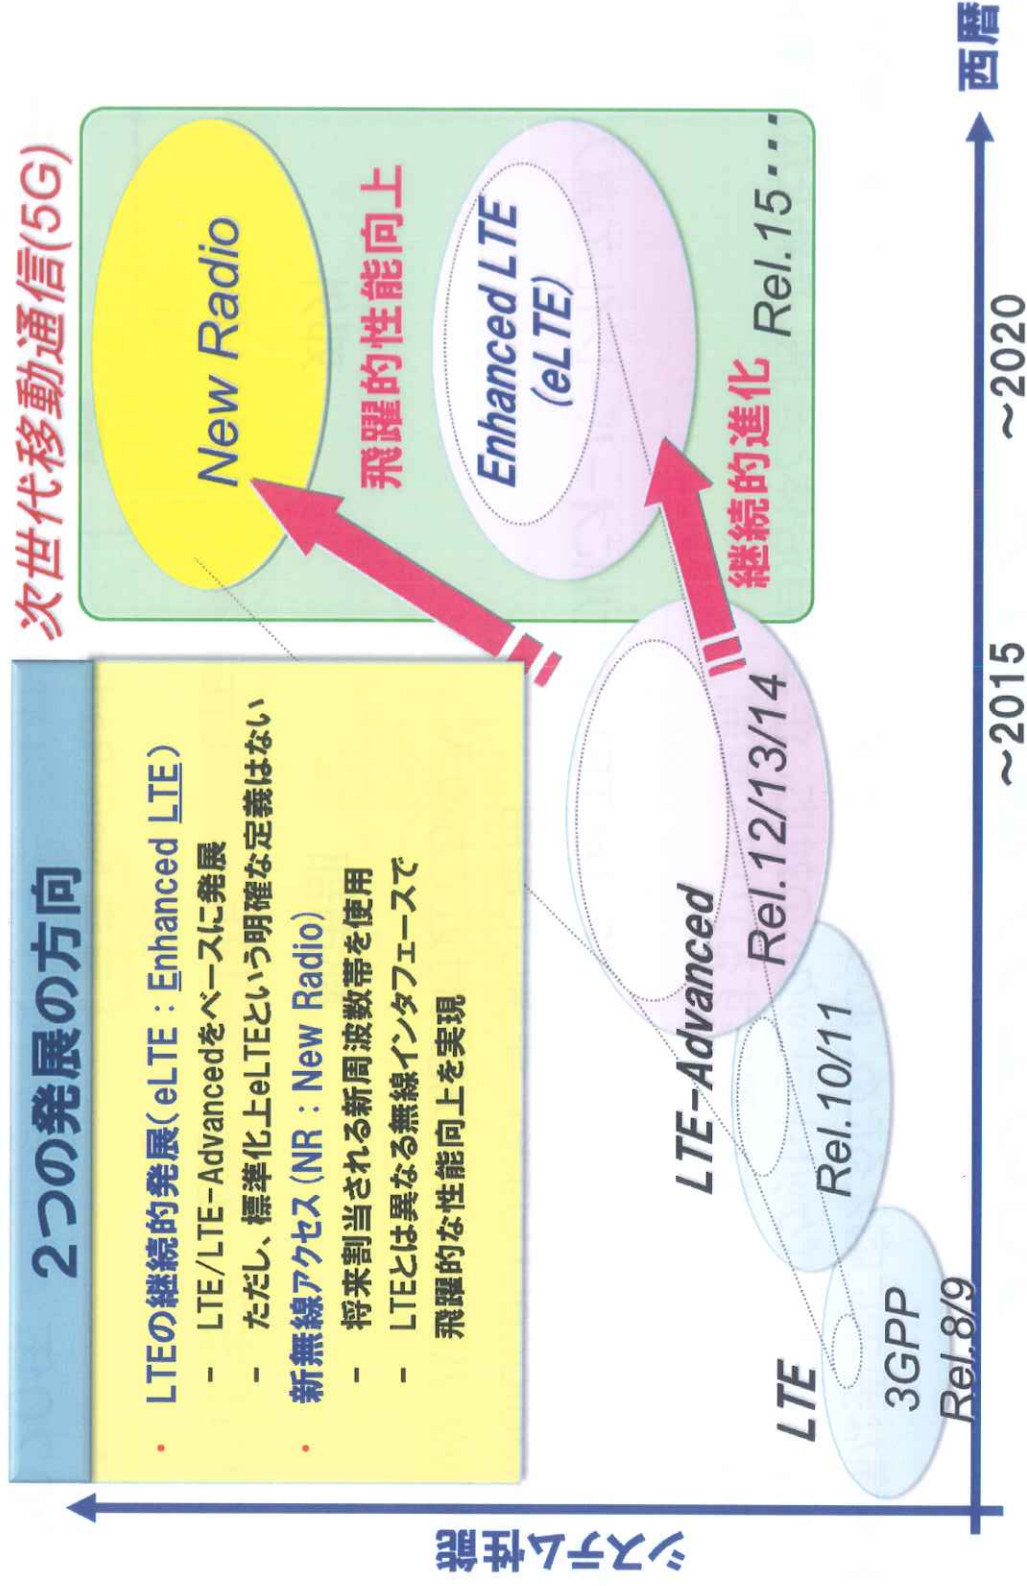 次世代移動通信(5G)
2つの発展の方向
・ LTEの継続的発展(eLTE：Enhanced LTE)
- LTE/LTE-Advancedをベースに発展
- ただし、標準化上eLTEという明確な定義はない
・ 新無線アクセス(NR：New Radio)
- 将来割当される新周波数帯を使用
- LTEとは異なる無線インタフェースで
飛躍的な性能向上を実現
New Radio
飛躍的性能向上
Enhanced LTE
(eLTE)
継続的進化
Rel.15・・・
LTE-Advanced
Rel.12/13/14
Rel.10/11
LTE
3GPP
Rel.8/9
システム性能
～2015
～2020
西暦